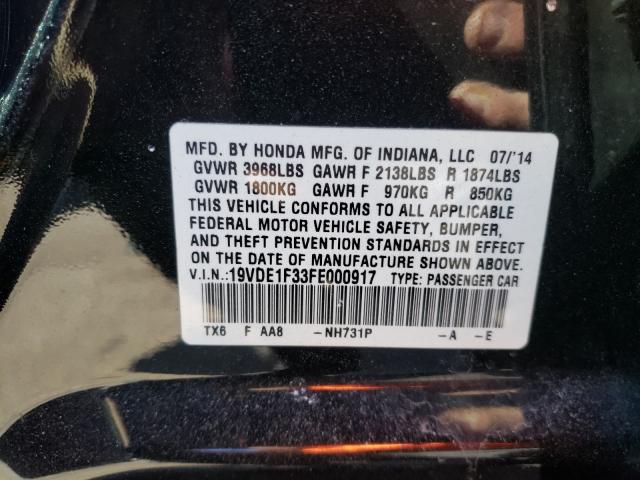 MFD. BY HONDA MFG. OF INDIANA, LLC 07/'14
GVWR 3968LBS GAWR F 2138LBS R 1874LBS
GVWR 1800KG GAWR F 970KG R 850KG
THIS VEHICLE CONFORMS TO ALL APPLICABLE
FEDERAL MOTOR VEHICLE SAFETY, BUMPER,
AND THEFT PREVENTION STANDARDS IN EFFECT
ON THE DATE OF MANUFACTURE SHOWN ABOVE.
V.I.N.:19VDE1F33FE000917 TYPE: PASSENGER CAR
TX6 F AA8 -NH731P -A -E